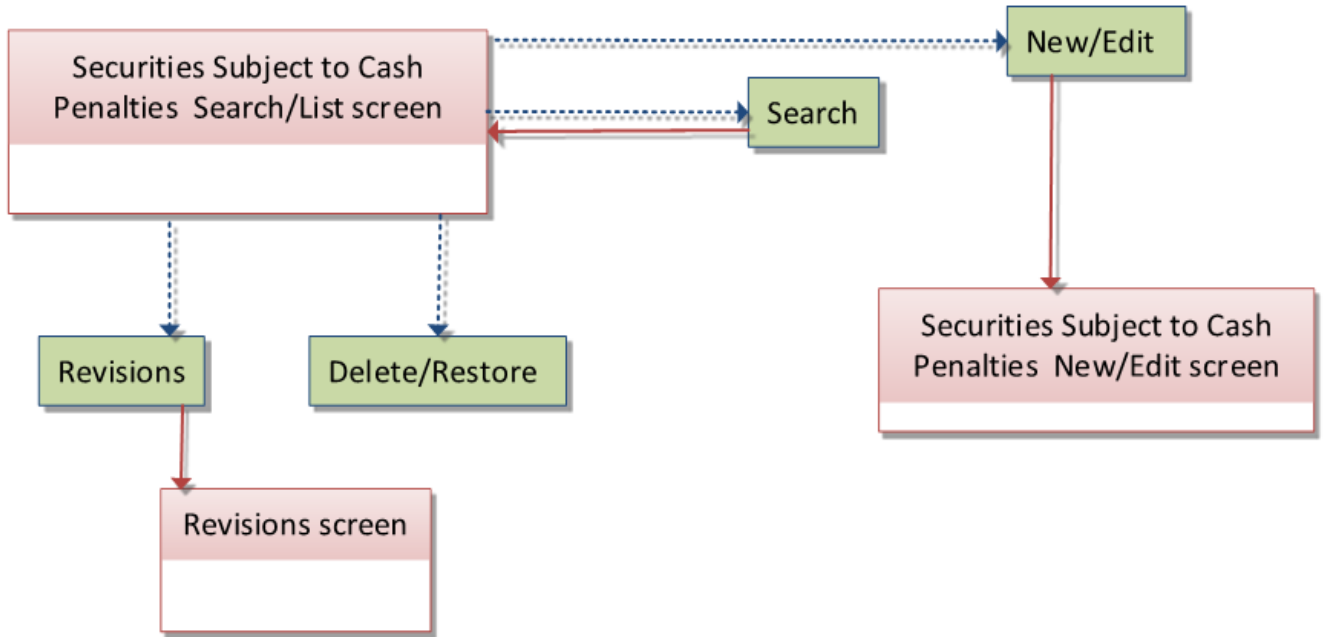 Securities Subject to Cash
Penalties Search/List screen
New/Edit
Search
Securities Subject to Cash
Penalties New/Edit screen
Revisions
Delete/Restore
Revisions screen